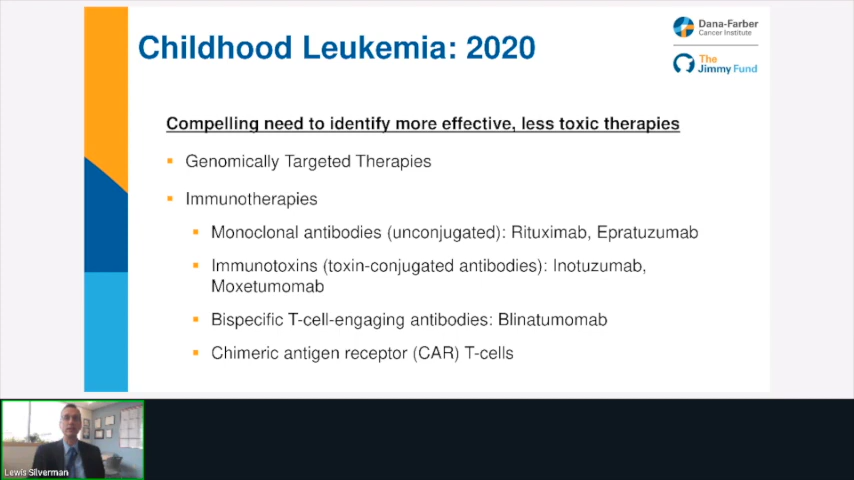 Childhood Leukemia: 2020
Dana-Farber
Cancer Institute
The
Jimmy Fund
Compelling need to identify more effective, less toxic therapies
Genomically Targeted Therapies
Immunotherapies
Monoclonal antibodies (unconjugated): Rituximab, Epratuzumab
Immunotoxins (toxin-conjugated antibodies): Inotuzumab,
Moxetumomab
Bispecific T-cell-engaging antibodies: Blinatumomab
Chimeric antigen receptor (CAR) T-cells
Lewis Silverman